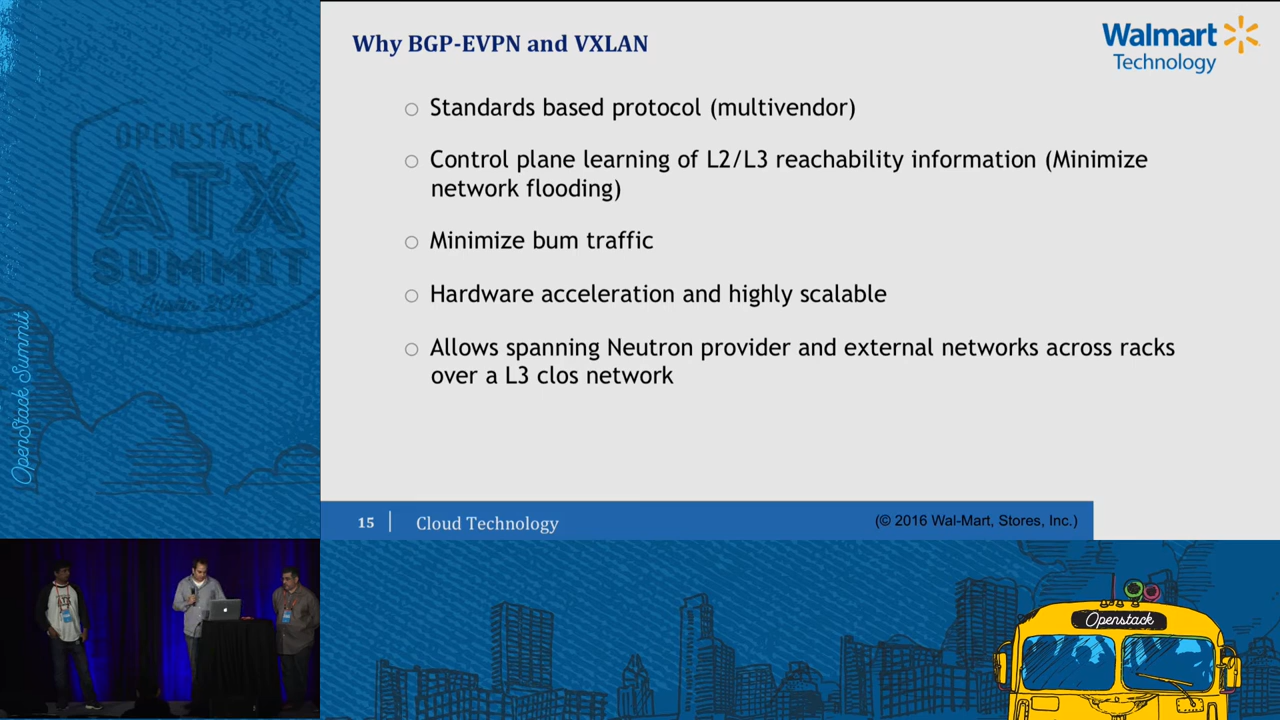 Why BGP-EVPN and VXLAN
Walmart
Technology
○ Standards based protocol (multivendor)
○ Control plane learning of L2/L3 reachability information (Minimize
network flooding)
○ Minimize bum traffic
○ Hardware acceleration and highly scalable
○ Allows spanning Neutron provider and external networks across racks
over a L3 clos network
15
Cloud Technology
(© 2016 Wal-Mart, Stores, Inc.)
OPENSTACK
ATX
SUMMIT
Austin 2016
OpenStack Summit
Openstack